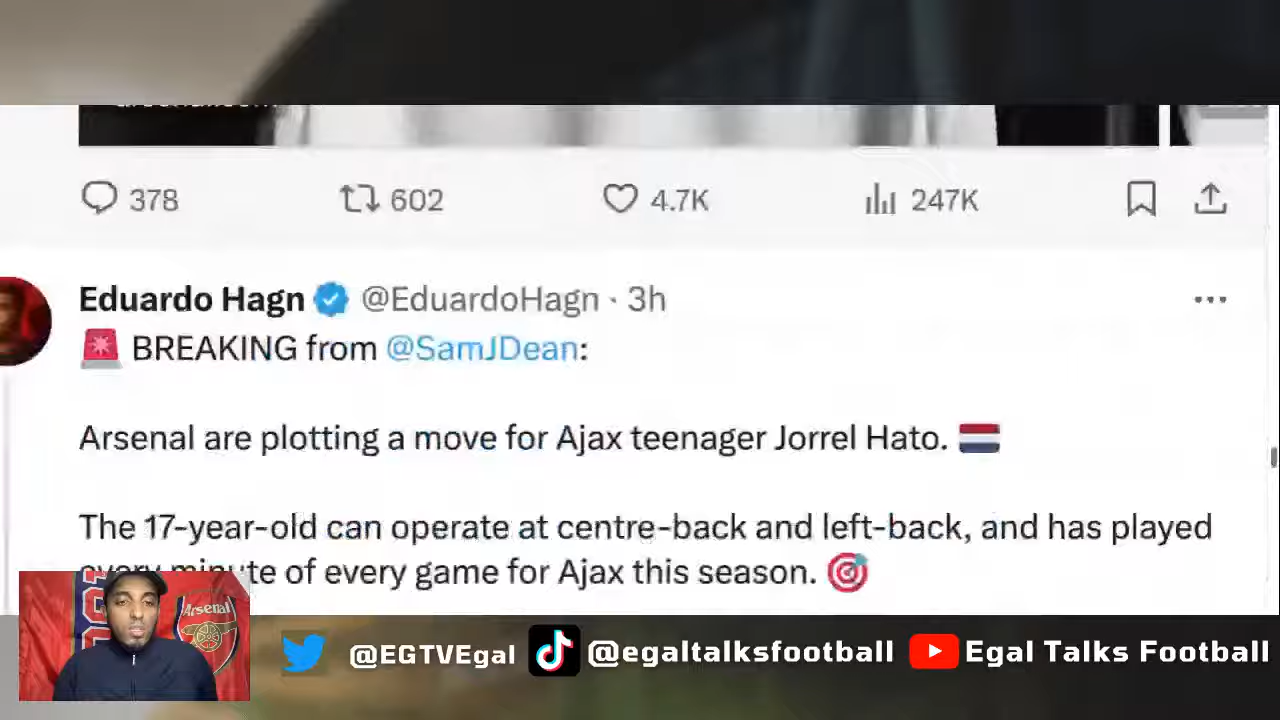 378 602 4.7K 247K
Eduardo Hagn @EduardoHagn · 3h
BREAKING from @SamJDean:
Arsenal are plotting a move for Ajax teenager Jorrel Hato.
The 17-year-old can operate at centre-back and left-back, and has played
every minute of every game for Ajax this season.
Arsenal
@EGTVEgal @egaltalksfootball Egal Talks Football